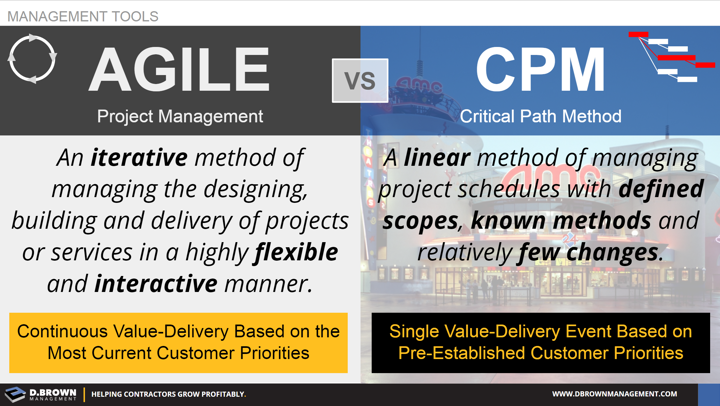 MANAGEMENT TOOLS
AGILE
Project Management
VS
CPM
Critical Path Method
An iterative method of
managing the designing,
building and delivery of projects
or services in a highly flexible
and interactive manner.
A linear method of managing
project schedules with defined
scopes, known methods and
relatively few changes.
amc
amc
Continuous Value-Delivery Based on the
Most Current Customer Priorities
Single Value-Delivery Event Based on
Pre-Established Customer Priorities
D.BROWN
MANAGEMENT
HELPING CONTRACTORS GROW PROFITABLY.
WWW.DBROWNMANAGEMENT.COM